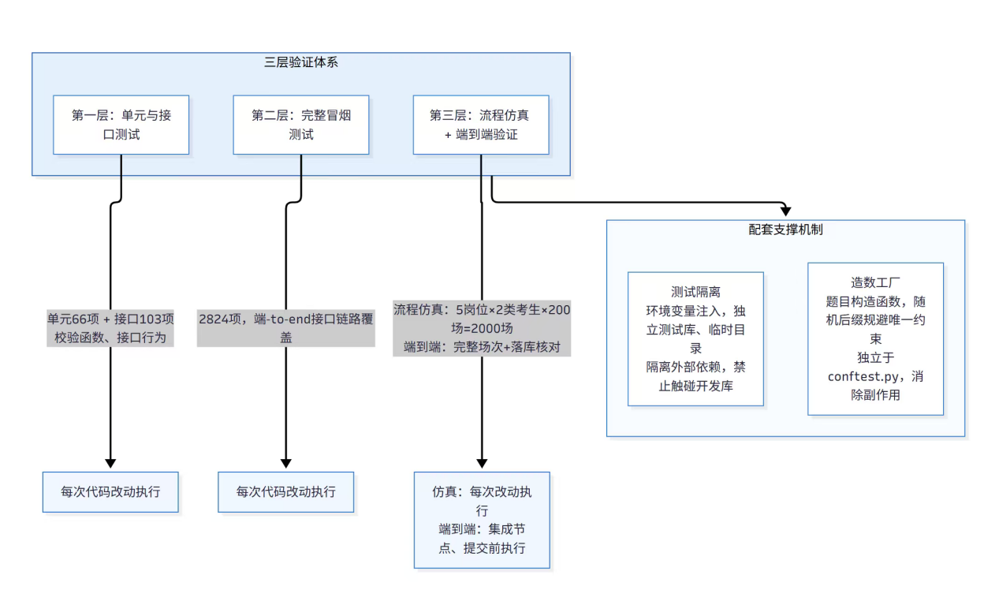 三层验证体系
第一层：单元与接
口测试
第二层：完整冒烟
测试
第三层：流程仿真
+ 端到端验证
配套支撑机制
测试隔离
环境变量注入，独
立测试库、临时目
录
隔离外部依赖，禁
止触碰开发库
造数工厂
题目构造函数，随
机后缀规避唯一约
束
独立于
conftest.py，消
除副作用
单元66项 + 接口103项
校验函数、接口行为
2824项，端-to-end接口链路覆
盖
流程仿真：5岗位×2类考生×200
场=2000场
端到端：完整场次+落库核对
每次代码改动执行
每次代码改动执行
仿真：每次改动执
行
端到端：集成节
点、提交前执行